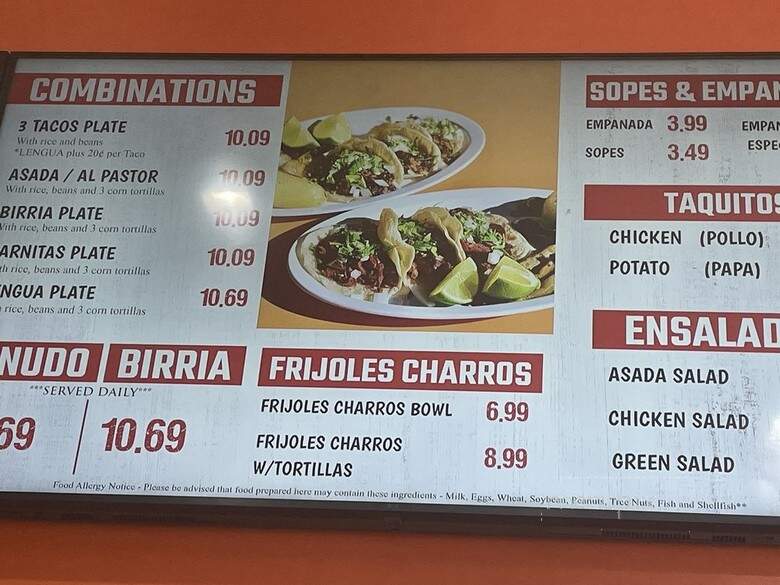 COMBINATIONS
3 TACOS PLATE 10.09
With rice and beans
*LENGUA plus 20¢ per Taco
ASADA / AL PASTOR 10.09
With rice, beans and 3 corn tortillas
BIRRIA PLATE 10.09
With rice, beans and 3 corn tortillas
ARNITAS PLATE 10.09
th rice, beans and 3 corn tortillas
NGUA PLATE 10.69
rice, beans and 3 corn tortillas
NUDO BIRRIA
***SERVED DAILY***
69 10.69
FRIJOLES CHARROS
FRIJOLES CHARROS BOWL 6.99
FRIJOLES CHARROS
W/TORTILLAS 8.99
SOPES & EMPAN
EMPANADA 3.99 EMPAN
ESPEC
SOPES 3.49
TAQUITOS
CHICKEN (POLLO)
POTATO (PAPA)
ENSALAD
ASADA SALAD
CHICKEN SALAD
GREEN SALAD
Food Allergy Notice - Please be advised that food prepared here may contain these ingredients - Milk, Eggs, Wheat, Soybean, Peanuts, Tree Nuts, Fish and Shellfish**